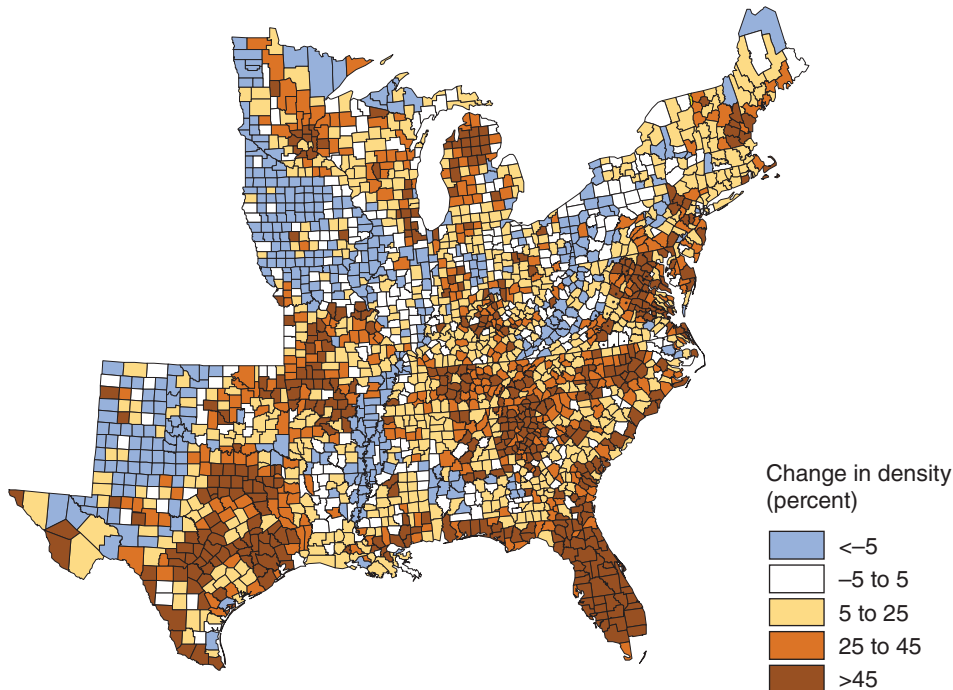 Change in density
(percent)
<–5
–5 to 5
5 to 25
25 to 45
>45